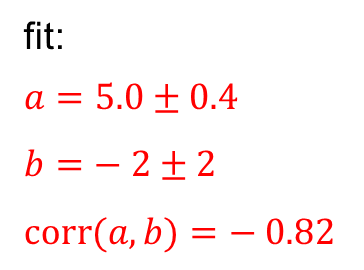 fit:
a = 5.0 ± 0.4
b = − 2 ± 2
corr(a, b) = − 0.82